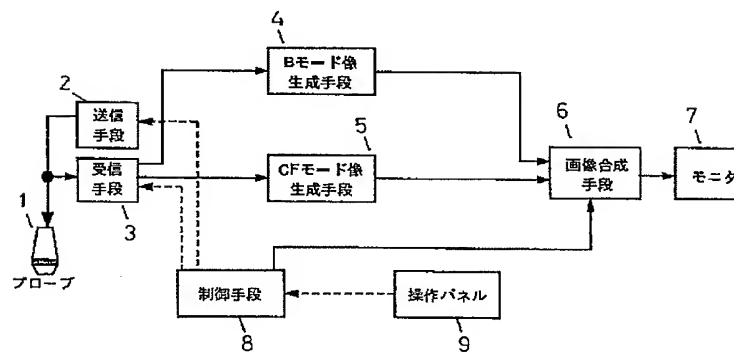 4
Bモード像
生成手段
2
送信
手段
5
6
7
受信
手段
CFモード像
生成手段
画像合成
手段
モニタ
1
3
プローブ
制御手段
操作パネル
8
9